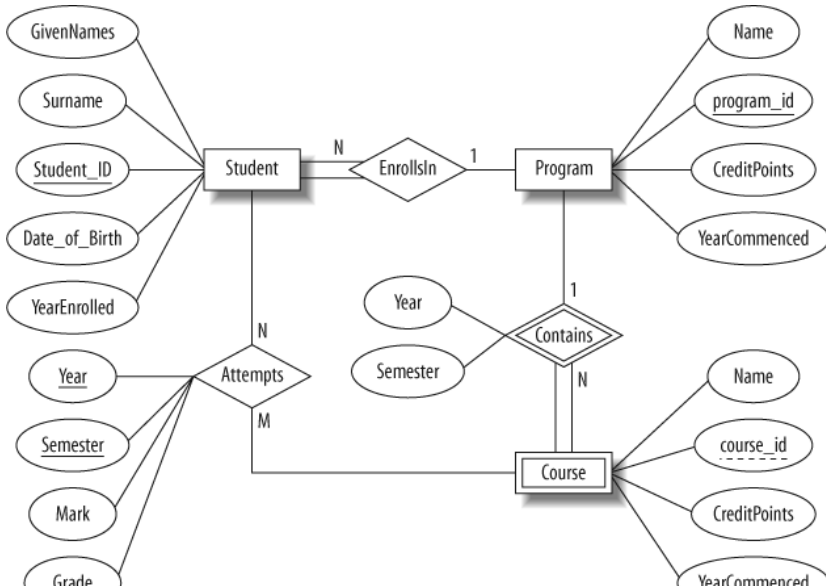 GivenNames
Surname
Student_ID
Date_of_Birth
YearEnrolled
Student
N
EnrollsIn
1
Program
Name
program_id
CreditPoints
YearCommenced
1
Year
Semester
Contains
N
N
Attempts
M
Year
Semester
Mark
Grade
Course
Name
course_id
CreditPoints
YearCommenced